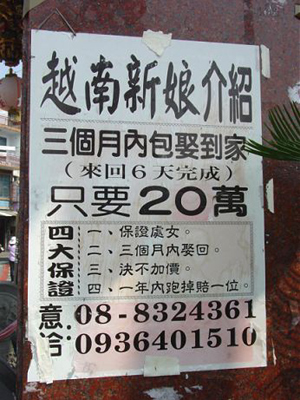 越南新娘介紹
三個月內包娶到家
(來回6天完成)
只要20萬
四大保證
一、保證處女。
二、三個月內娶回。
三、決不加價。
四、一年內跑掉賠一位。
意洽:
08-8324361
0936401510